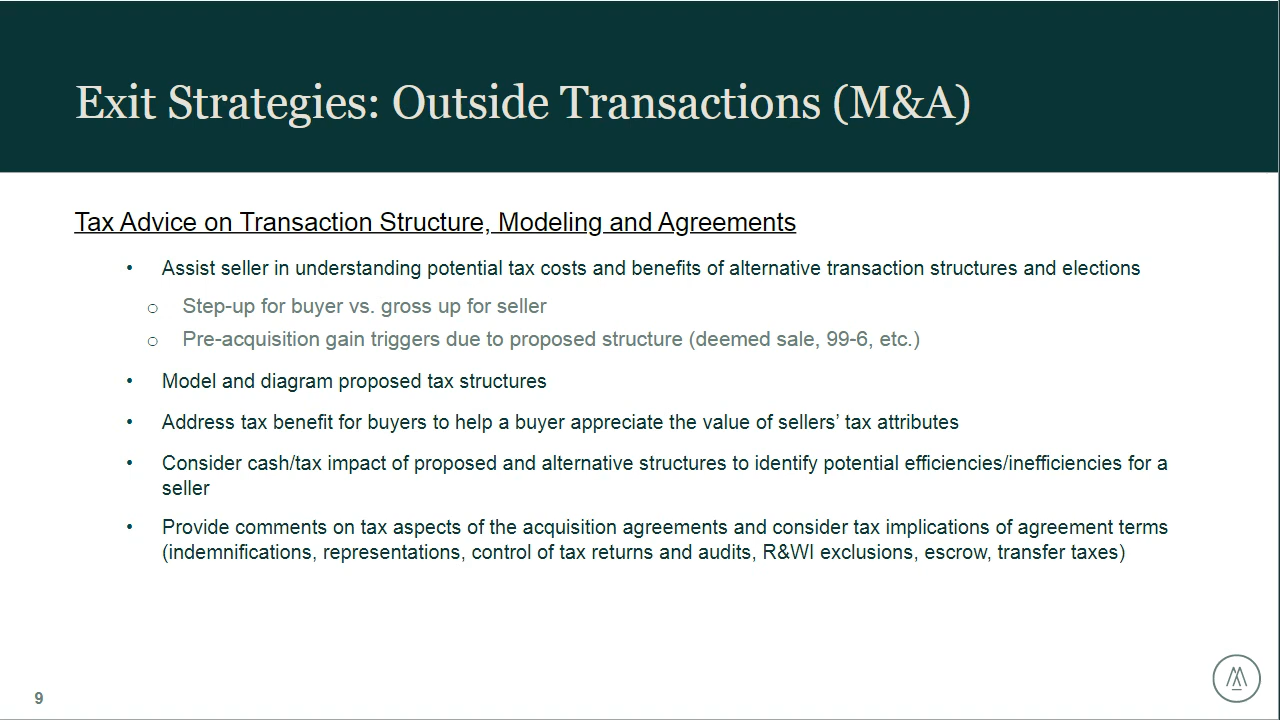 Exit Strategies: Outside Transactions (M&A)
Tax Advice on Transaction Structure, Modeling and Agreements
• Assist seller in understanding potential tax costs and benefits of alternative transaction structures and elections
o Step-up for buyer vs. gross up for seller
o Pre-acquisition gain triggers due to proposed structure (deemed sale, 99-6, etc.)
• Model and diagram proposed tax structures
• Address tax benefit for buyers to help a buyer appreciate the value of sellers’ tax attributes
• Consider cash/tax impact of proposed and alternative structures to identify potential efficiencies/inefficiencies for a
seller
• Provide comments on tax aspects of the acquisition agreements and consider tax implications of agreement terms
(indemnifications, representations, control of tax returns and audits, R&WI exclusions, escrow, transfer taxes)
9